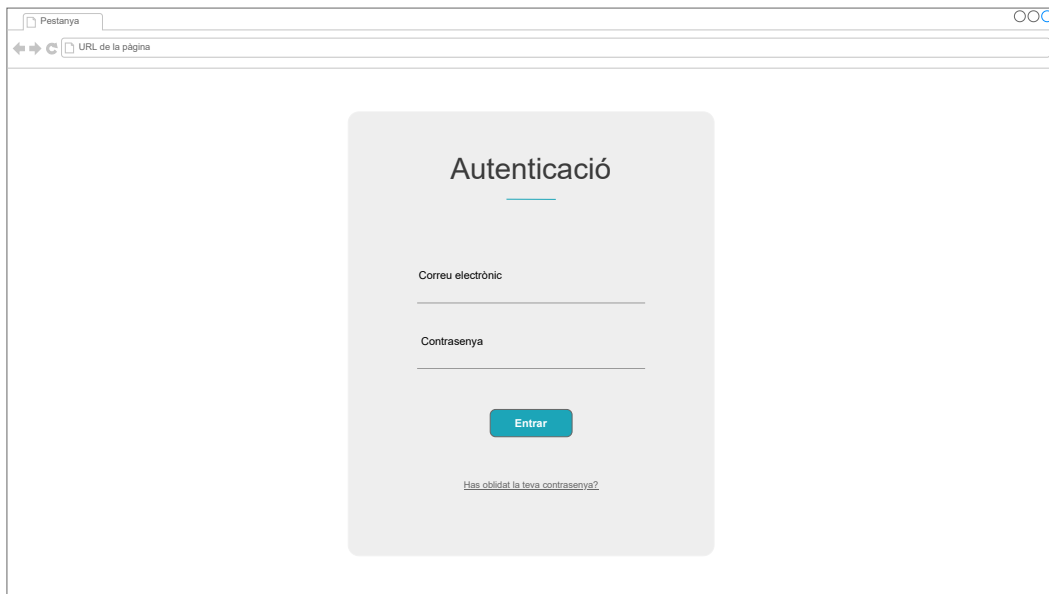 Pestanya
URL de la pàgina
Autenticació
Correu electrònic
Contrasenya
Entrar
Has oblidat la teva contrasenya?